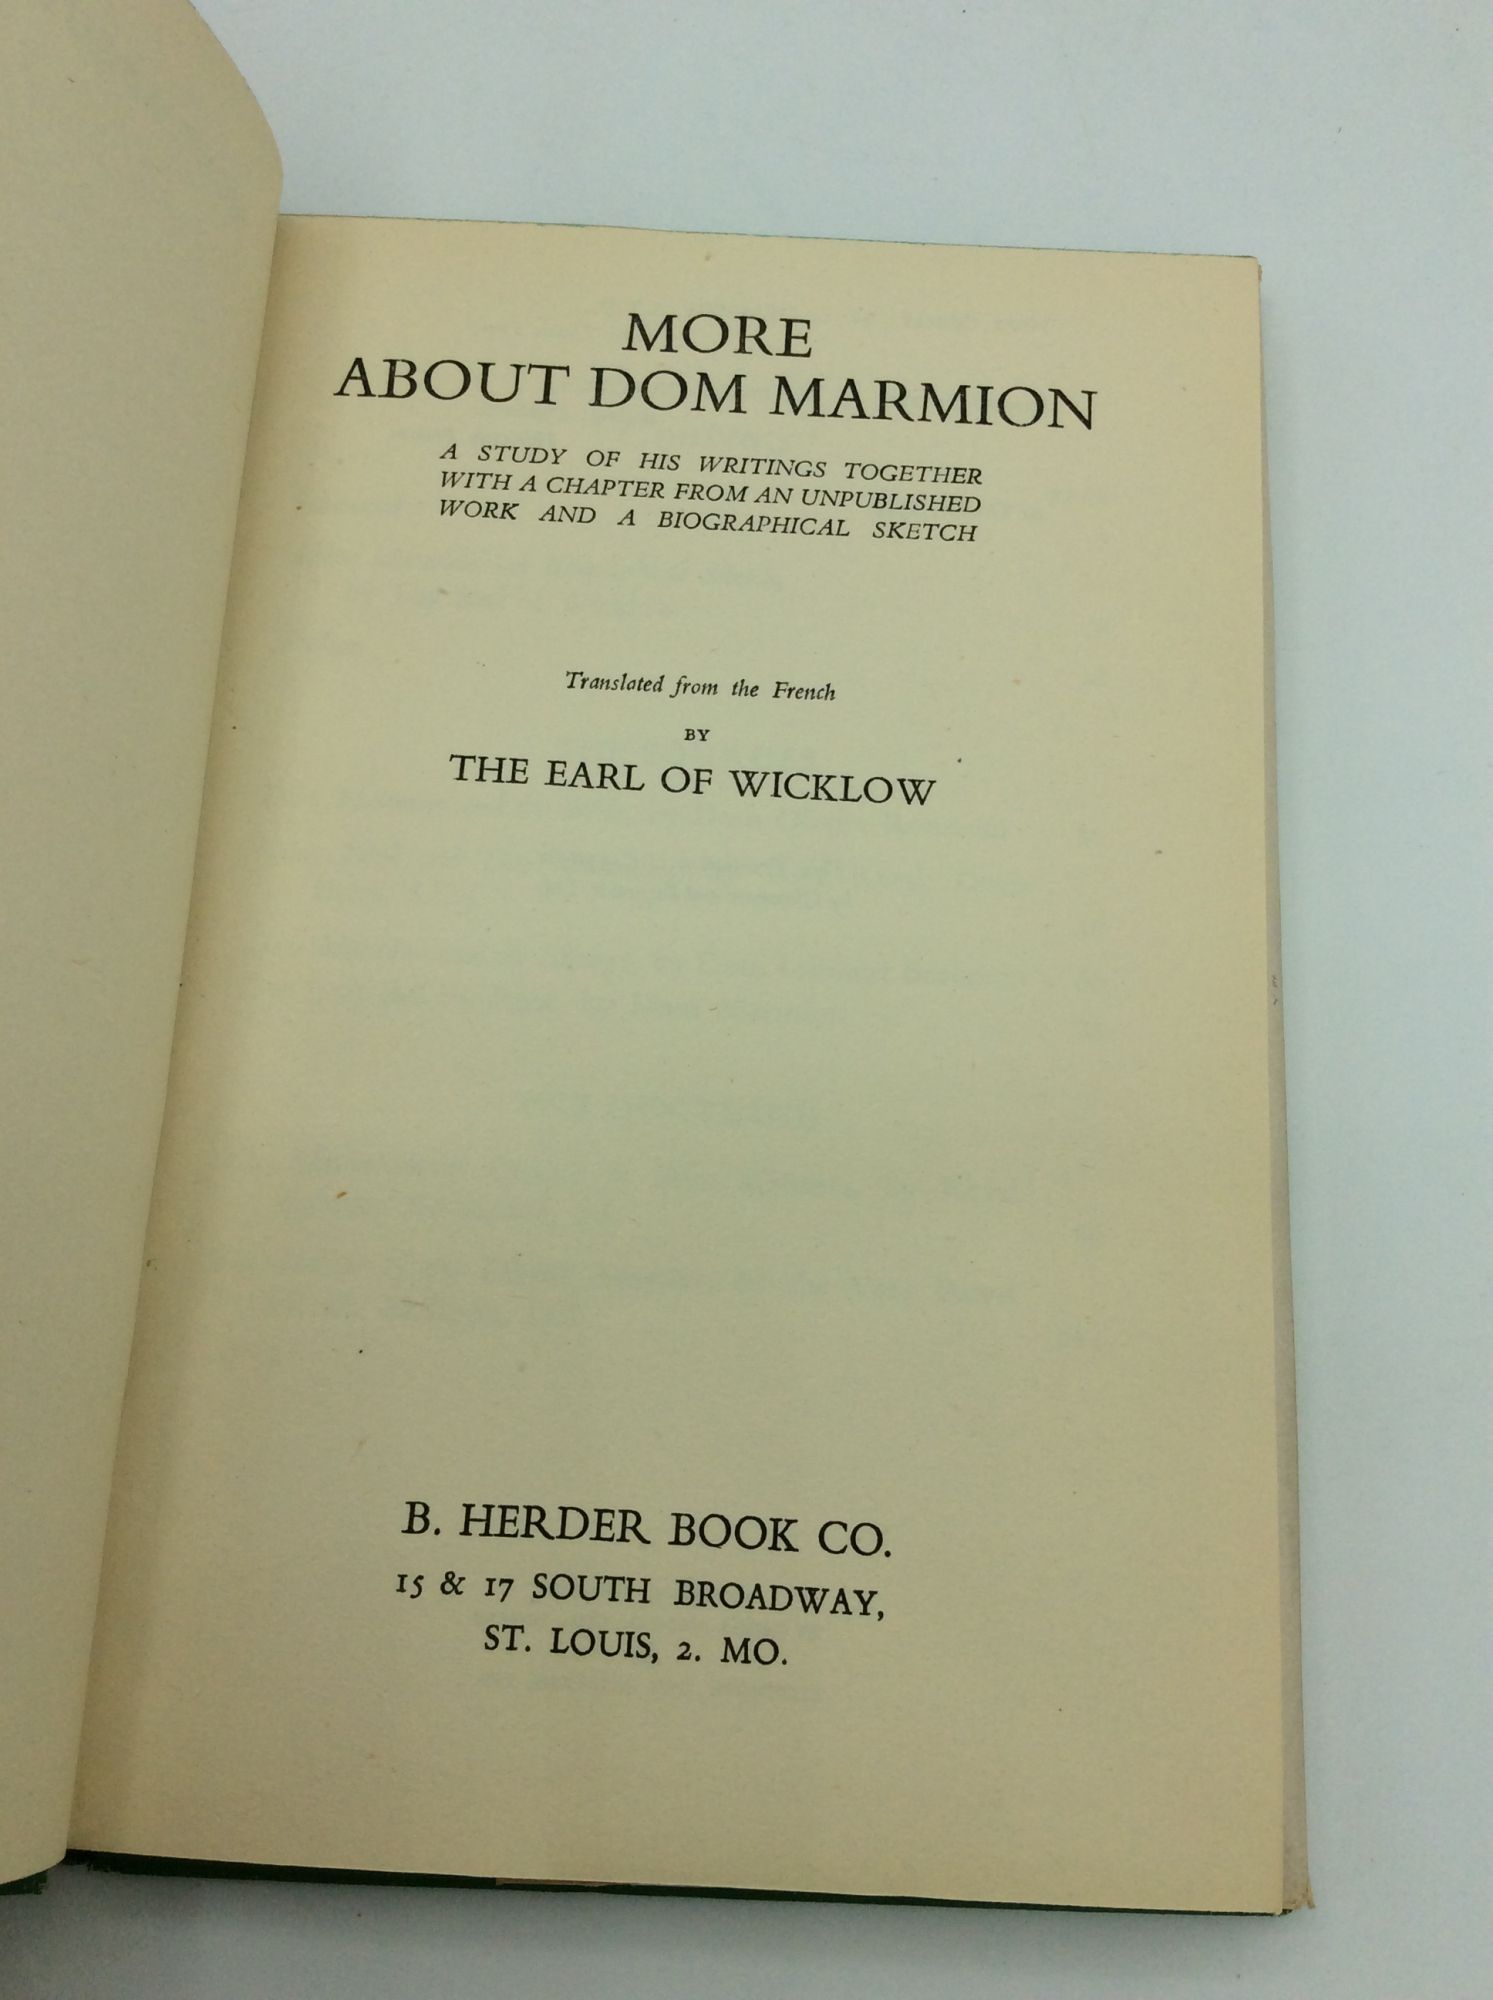 MORE
ABOUT DOM MARMION
A STUDY OF HIS WRITINGS TOGETHER
WITH A CHAPTER FROM AN UNPUBLISHED
WORK AND A BIOGRAPHICAL SKETCH
Translated from the French
BY
THE EARL OF WICKLOW
B. HERDER BOOK CO.
15 & 17 SOUTH BROADWAY,
ST. LOUIS, 2. MO.